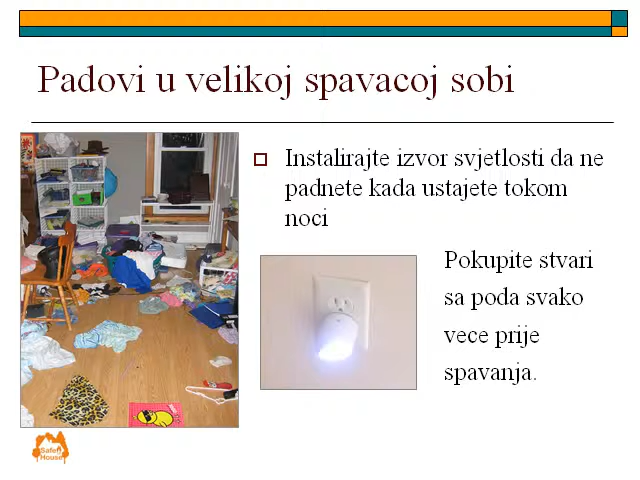 Padovi u velikoj spavacoj sobi
Instalirajte izvor svjetlosti da ne
padnete kada ustajete tokom
noci
Pokupite stvari
sa poda svako
vece prije
spavanja.
Safe
House